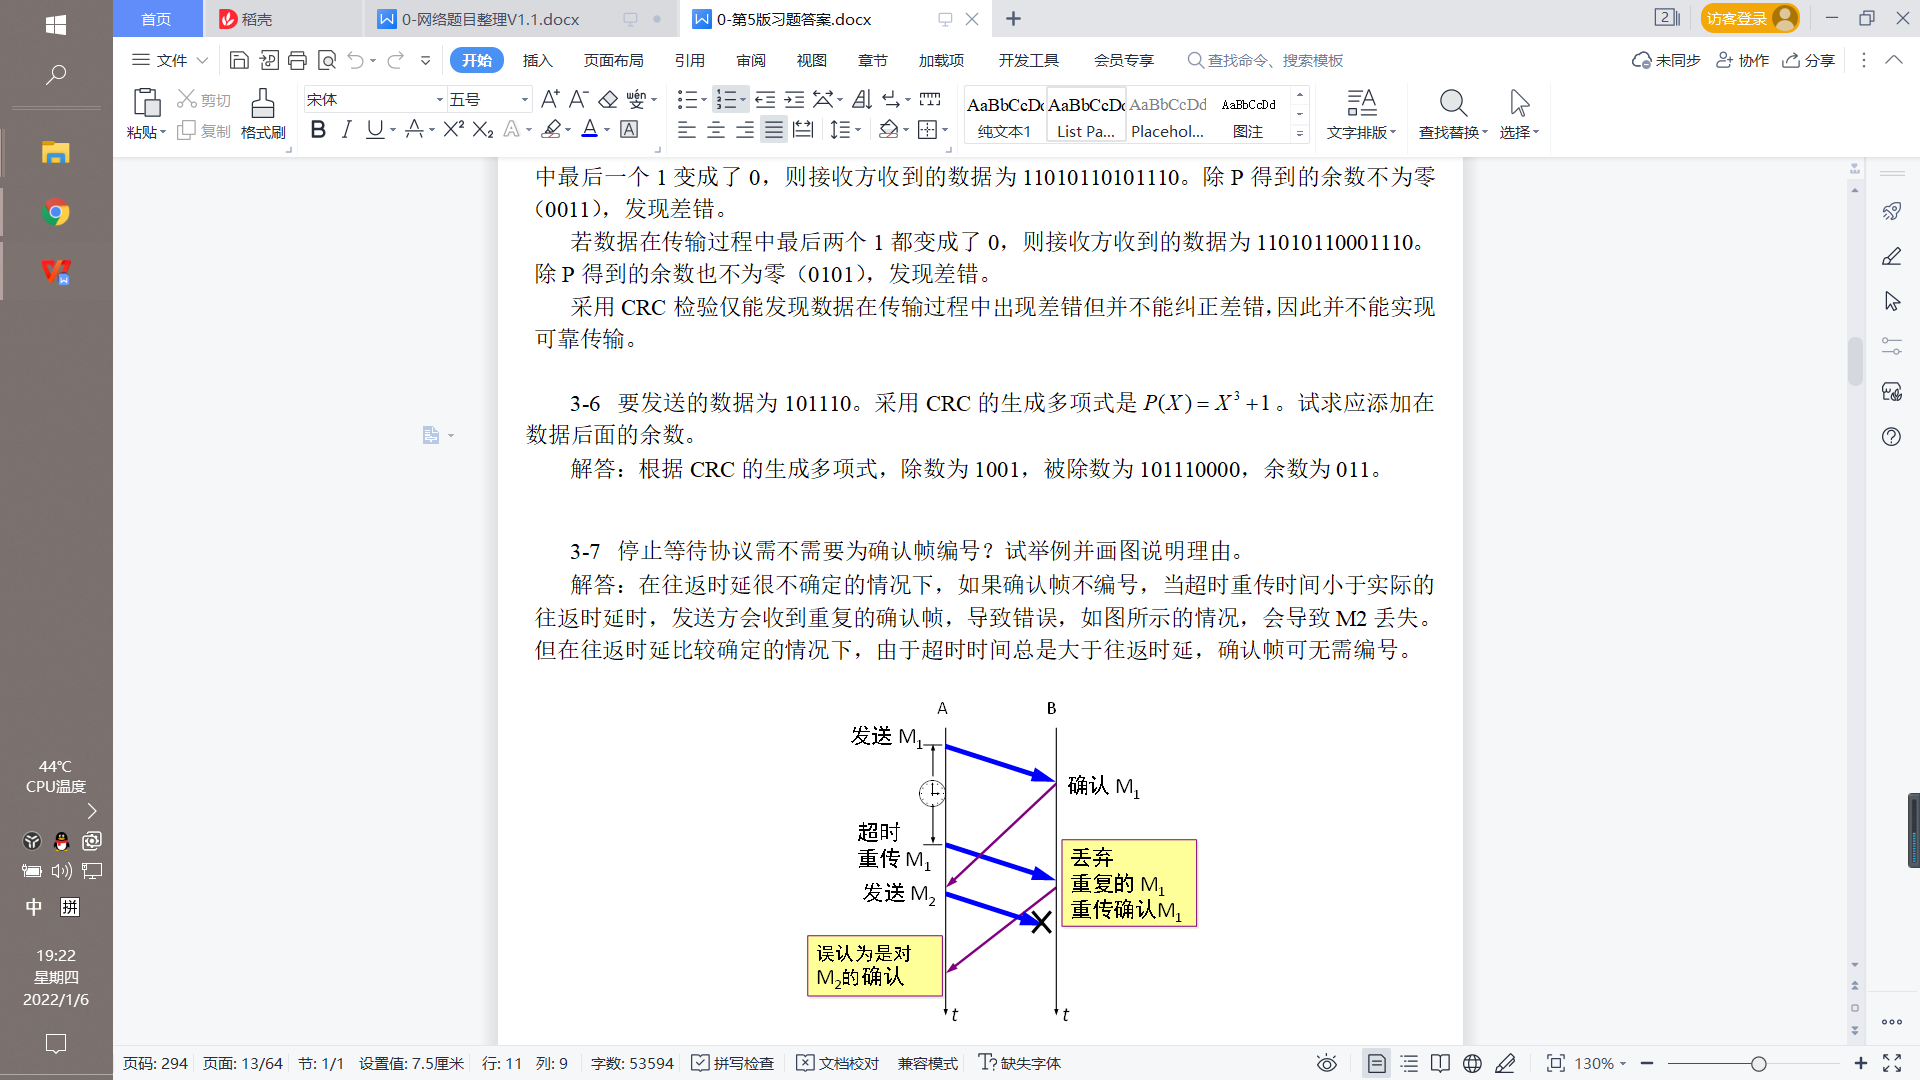 首页
稻壳
0-网络题目整理V1.1.docx
0-第5版习题答案.docx
2
访客登录
文件
开始
插入
页面布局
引用
审阅
视图
章节
加载项
开发工具
会员专享
查找命令、搜索模板
未同步
协作
分享
粘贴
剪切
复制
格式刷
宋体
五号
AaBbCcDd
纯文本1
AaBbCcDd
List Pa...
AaBbCcDd
Placehol...
AaBbCcDd
图注
文字排版
查找替换
选择
中最后一个 1 变成了 0，则接收方收到的数据为 11010110101110。除 P 得到的余数不为零
（0011），发现差错。
若数据在传输过程中最后两个 1 都变成了 0，则接收方收到的数据为 11010110001110。
除 P 得到的余数也不为零（0101），发现差错。
采用 CRC 检验仅能发现数据在传输过程中出现差错但并不能纠正差错，因此并不能实现
可靠传输。
3-6 要发送的数据为 101110。采用 CRC 的生成多项式是 P(X) = X³ +1 。试求应添加在
数据后面的余数。
解答：根据 CRC 的生成多项式，除数为 1001，被除数为 101110000，余数为 011。
3-7 停止等待协议需不需要为确认帧编号？试举例并画图说明理由。
解答：在往返时延很不确定的情况下，如果确认帧不编号，当超时重传时间小于实际的
往返时延时，发送方会收到重复的确认帧，导致错误，如图所示的情况，会导致 M2 丢失。
但在往返时延比较确定的情况下，由于超时时间总是大于往返时延，确认帧可无需编号。
A
B
发送 M1
确认 M1
超时
重传 M1
发送 M2
丢弃
重复的 M1
重传确认M1
误认为是对
M2的确认
t
t
44℃
CPU温度
中
拼
19:22
星期四
2022/1/6
页码: 294
页面: 13/64
节: 1/1
设置值: 7.5厘米
行: 11
列: 9
字数: 53594
拼写检查
文档校对
兼容模式
缺失字体
130%